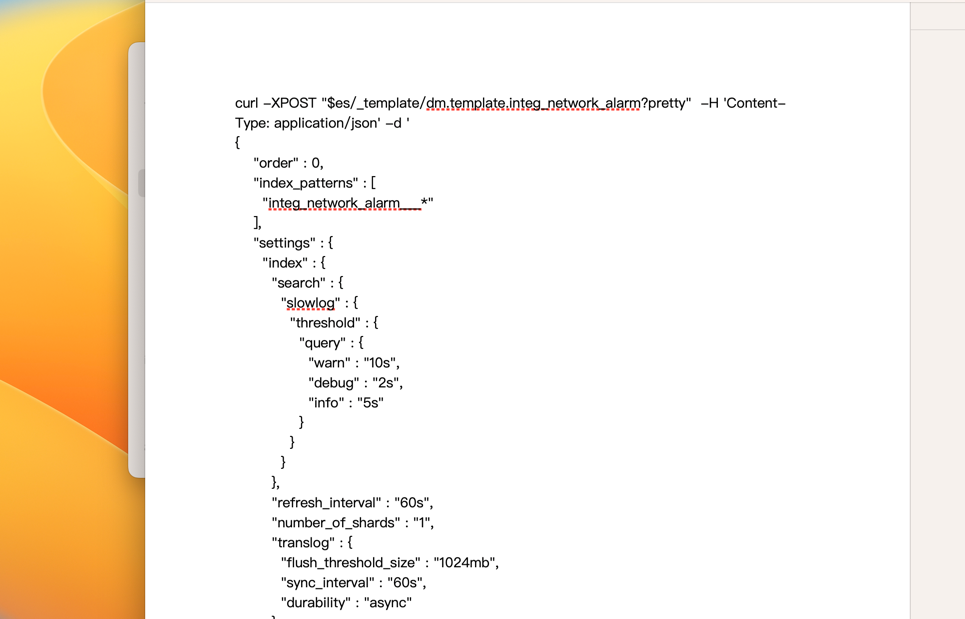 curl –XPOST "$es/_template/dm.template.integ_network_alarm?pretty"  –H 'Content–
Type: application/json' –d '
{
"order" : 0,
"index_patterns" : [
"integ_network_alarm___*"
],
"settings" : {
"index" : {
"search" : {
"slowlog" : {
"threshold" : {
"query" : {
"warn" : "10s",
"debug" : "2s",
"info" : "5s"
}
}
}
},
"refresh_interval" : "60s",
"number_of_shards" : "1",
"translog" : {
"flush_threshold_size" : "1024mb",
"sync_interval" : "60s",
"durability" : "async"